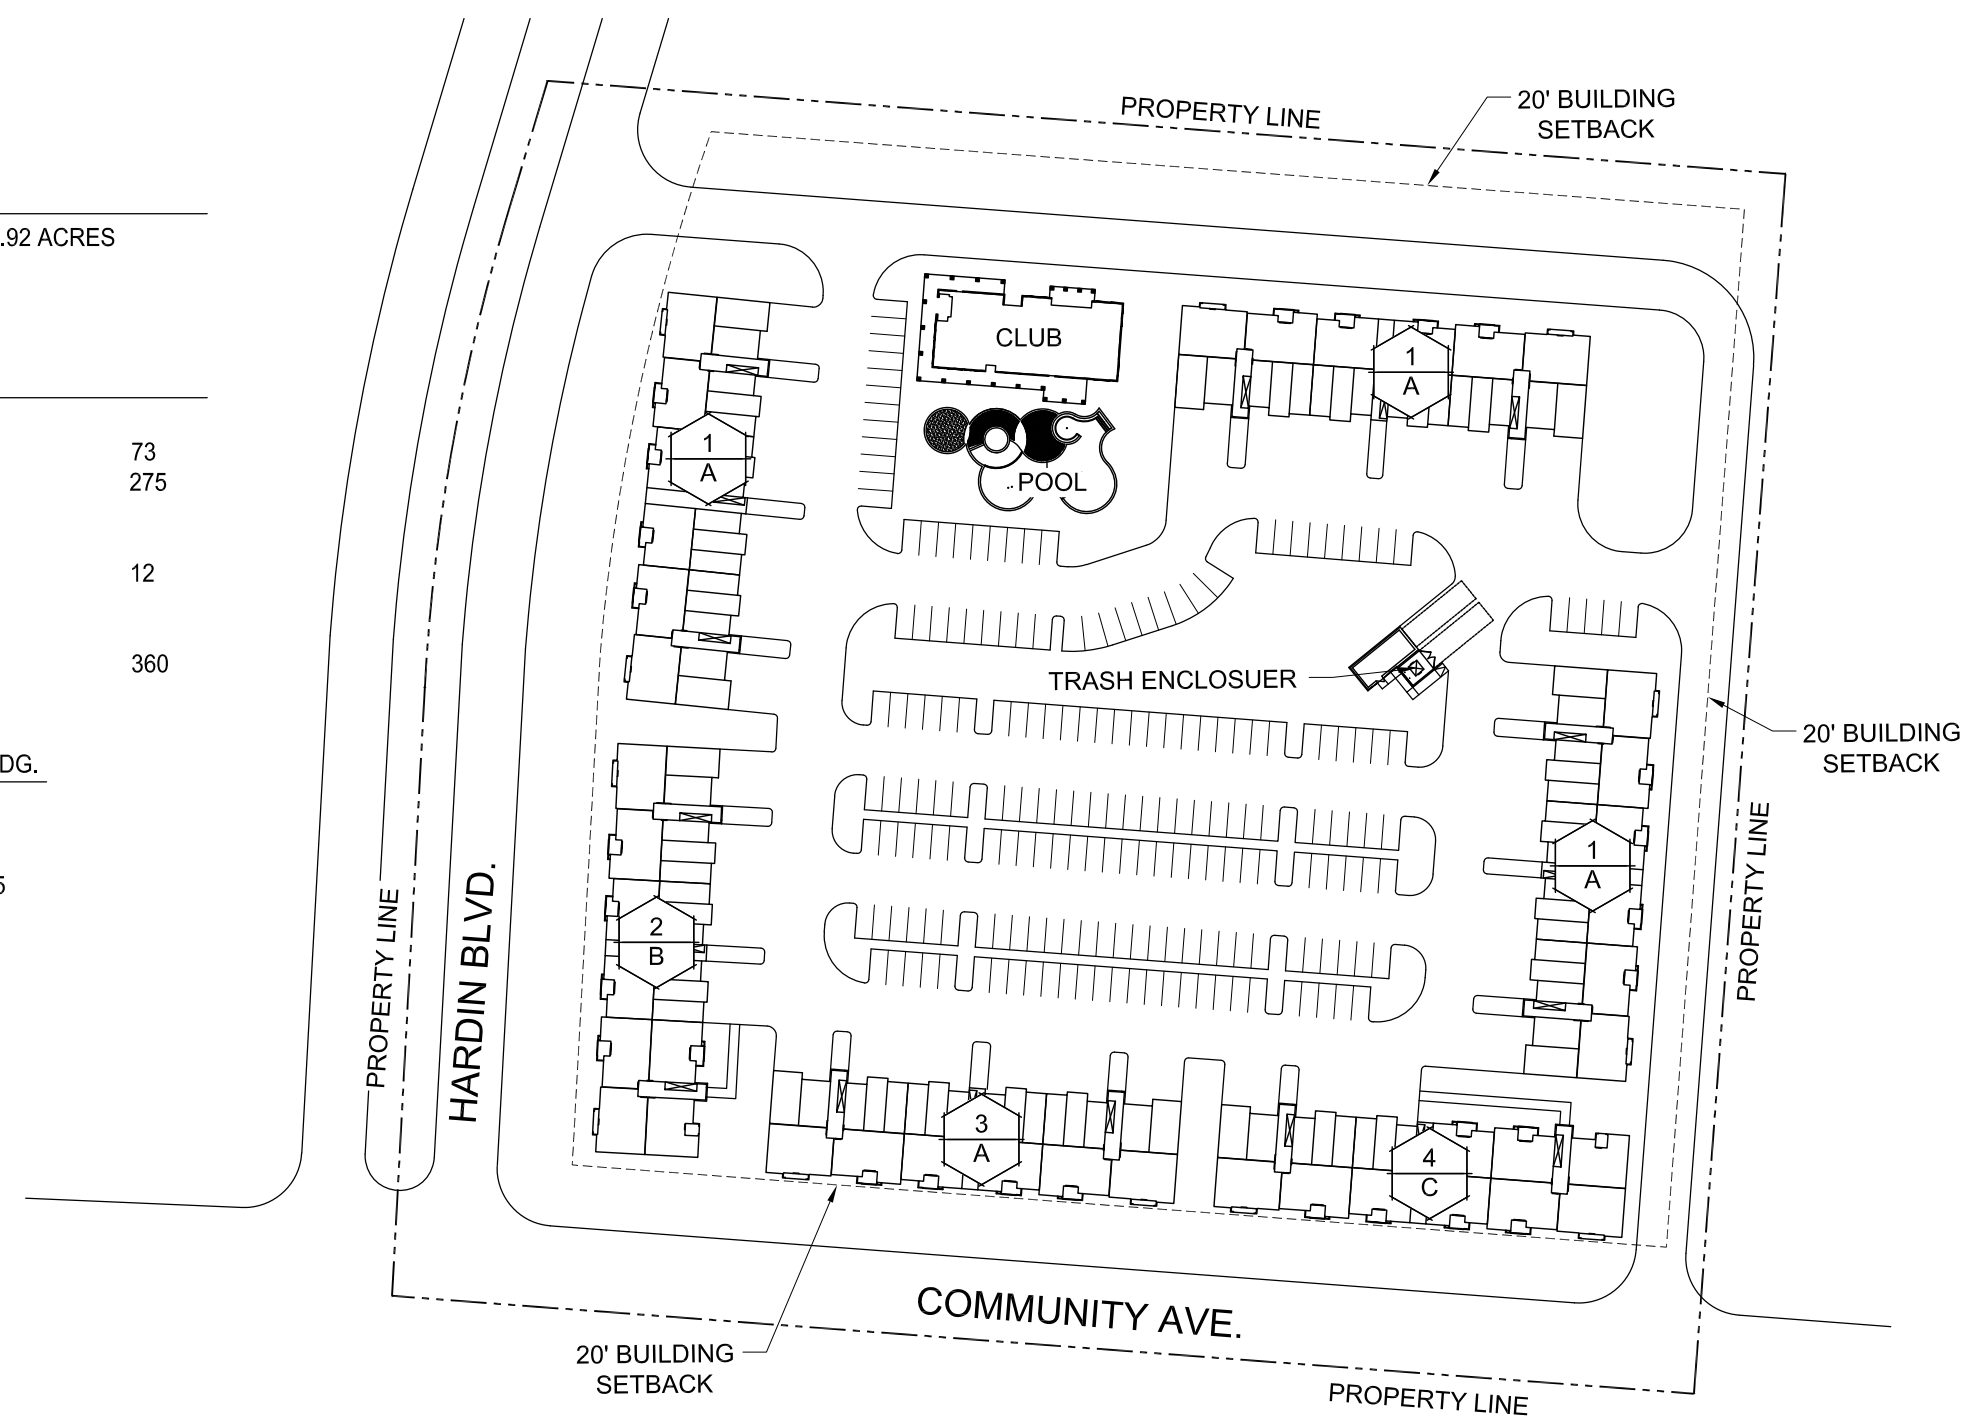 PROPERTY LINE
20' BUILDING
SETBACK
.92 ACRES
CLUB
1
A
73
1
A
275
POOL
12
360
TRASH ENCLOSUER
20' BUILDING
SETBACK
DG.
PROPERTY LINE
1
A
5
PROPERTY LINE
HARDIN BLVD.
2
B
3
A
4
C
COMMUNITY AVE.
20' BUILDING
SETBACK
PROPERTY LINE